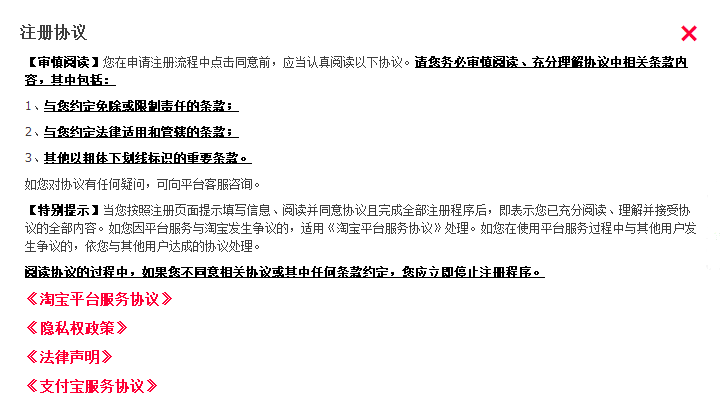 注册协议
【审慎阅读】您在申请注册流程中点击同意前，应当认真阅读以下协议。请您务必审慎阅读、充分理解协议中相关条款内
容，其中包括：
1、与您约定免除或限制责任的条款；
2、与您约定法律适用和管辖的条款；
3、其他以粗体下划线标识的重要条款。
如您对协议有任何疑问，可向平台客服咨询。
【特别提示】当您按照注册页面提示填写信息、阅读并同意协议且完成全部注册程序后，即表示您已充分阅读、理解并接受协
议的全部内容。如您因平台服务与淘宝发生争议的，适用《淘宝平台服务协议》处理。如您在使用平台服务过程中与其他用户发
生争议的，依您与其他用户达成的协议处理。
阅读协议的过程中，如果您不同意相关协议或其中任何条款约定，您应立即停止注册程序。
《淘宝平台服务协议》
《隐私权政策》
《法律声明》
《支付宝服务协议》